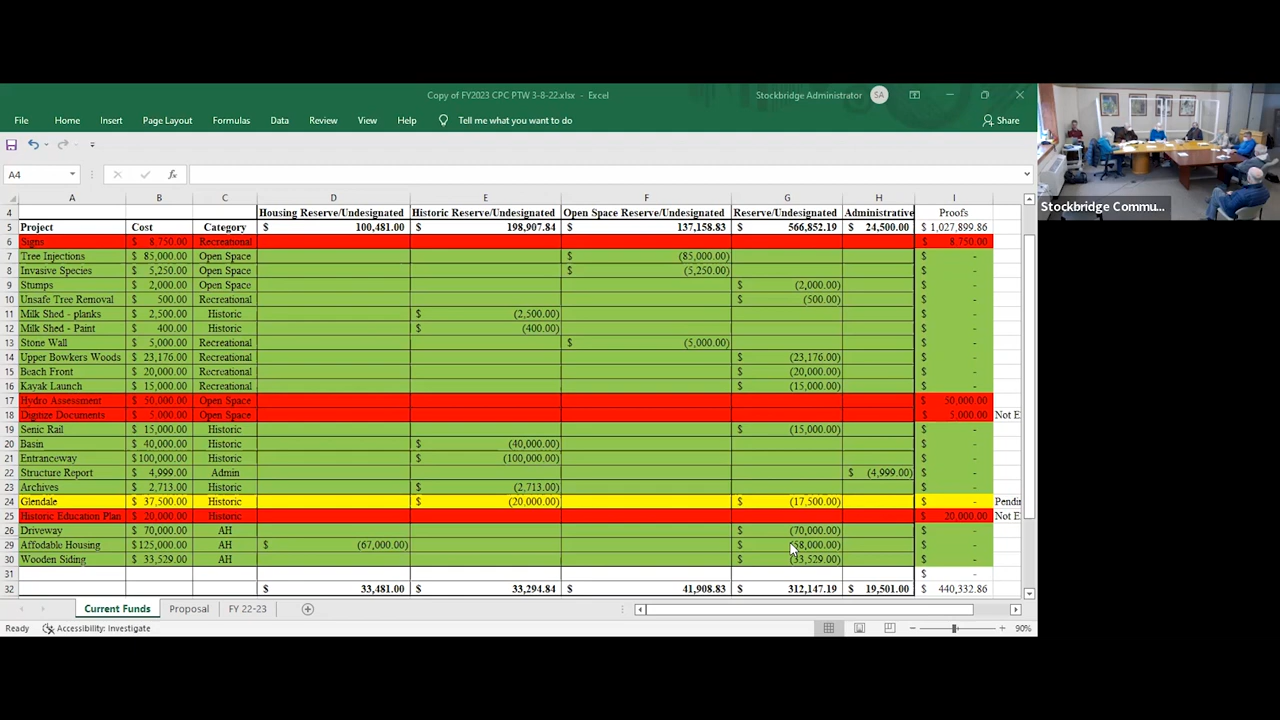 Copy of FY2023 CPC PTW 3-8-22.xlsx - Excel
Stockbridge Administrator SA
File Home Insert Page Layout Formulas Data Review View Help Tell me what you want to do Share
A4 fx
A B C D E F G H I
4 Housing Reserve/Undesignated Historic Reserve/Undesignated Open Space Reserve/Undesignated Reserve/Undesignated Administrative Proofs
5 Project Cost Category $ 100,481.00 $ 198,907.84 $ 137,158.83 $ 566,852.19 $ 24,500.00 $ 1,027,899.86
6 Signs $ 8,750.00 Recreational $ 8,750.00
7 Tree Injections $ 85,000.00 Open Space $ (85,000.00) $ -
8 Invasive Species $ 5,250.00 Open Space $ (5,250.00) $ -
9 Stumps $ 2,000.00 Open Space $ (2,000.00) $ -
10 Unsafe Tree Removal $ 500.00 Recreational $ (500.00) $ -
11 Milk Shed - planks $ 2,500.00 Historic $ (2,500.00) $ -
12 Milk Shed - Paint $ 400.00 Historic $ (400.00) $ -
13 Stone Wall $ 5,000.00 Recreational $ (5,000.00) $ -
14 Upper Bowkers Woods $ 23,176.00 Recreational $ (23,176.00) $ -
15 Beach Front $ 20,000.00 Recreational $ (20,000.00) $ -
16 Kayak Launch $ 15,000.00 Recreational $ (15,000.00) $ -
17 Hydro Assessment $ 50,000.00 Open Space $ 50,000.00
18 Digitize Documents $ 5,000.00 Open Space $ 5,000.00 Not E
19 Senic Rail $ 15,000.00 Historic $ (15,000.00) $ -
20 Basin $ 40,000.00 Historic $ (40,000.00) $ -
21 Entranceway $100,000.00 Historic $ (100,000.00) $ -
22 Structure Report $ 4,999.00 Admin $ (4,999.00) $ -
23 Archives $ 2,713.00 Historic $ (2,713.00) $ -
24 Glendale $ 37,500.00 Historic $ (20,000.00) $ (17,500.00) $ - Pendin
25 Historic Education Plan $ 20,000.00 Historic $ 20,000.00 Not E
26 Driveway $ 70,000.00 AH $ (70,000.00) $ -
29 Affodable Housing $125,000.00 AH $ (67,000.00) $ $ -
30 Wooden Siding $ 33,529.00 AH $ (33,529.00) $ -
31 $ -
32 $ 33,481.00 $ 33,294.84 $ 41,908.83 $ 312,147.19 $ 19,501.00 $ 440,332.86
Current Funds Proposal FY 22-23
Ready Accessibility: Investigate 90%
Stockbridge Commu...